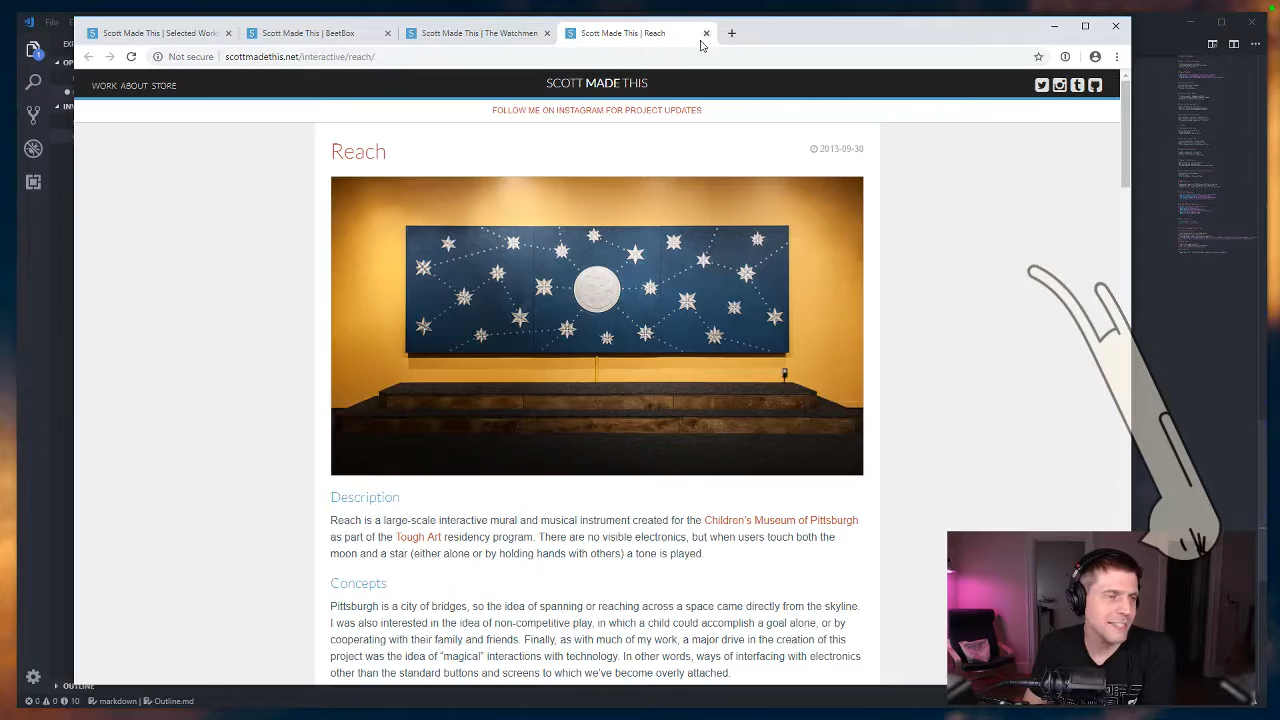 File
Scott Made This | Selected Work
Scott Made This | BeetBox
Scott Made This | The Watchmen
Scott Made This | Reach
Not secure
scottmadethis.net/interactive/reach/
WORK ABOUT STORE
SCOTT MADE THIS
FOLLOW ME ON INSTAGRAM FOR PROJECT UPDATES
Reach
2013-09-30
Description
Reach is a large-scale interactive mural and musical instrument created for the Children's Museum of Pittsburgh
as part of the Tough Art residency program. There are no visible electronics, but when users touch both the
moon and a star (either alone or by holding hands with others) a tone is played.
Concepts
Pittsburgh is a city of bridges, so the idea of spanning or reaching across a space came directly from the skyline.
I was also interested in the idea of non-competitive play, in which a child could accomplish a goal alone, or by
cooperating with their family and friends. Finally, as with much of my work, a major drive in the creation of this
project was the idea of "magical" interactions with technology. In other words, ways of interfacing with electronics
other than the standard buttons and screens to which we've become overly attached.
OUTLINE
0 0 10 markdown | Outline.md